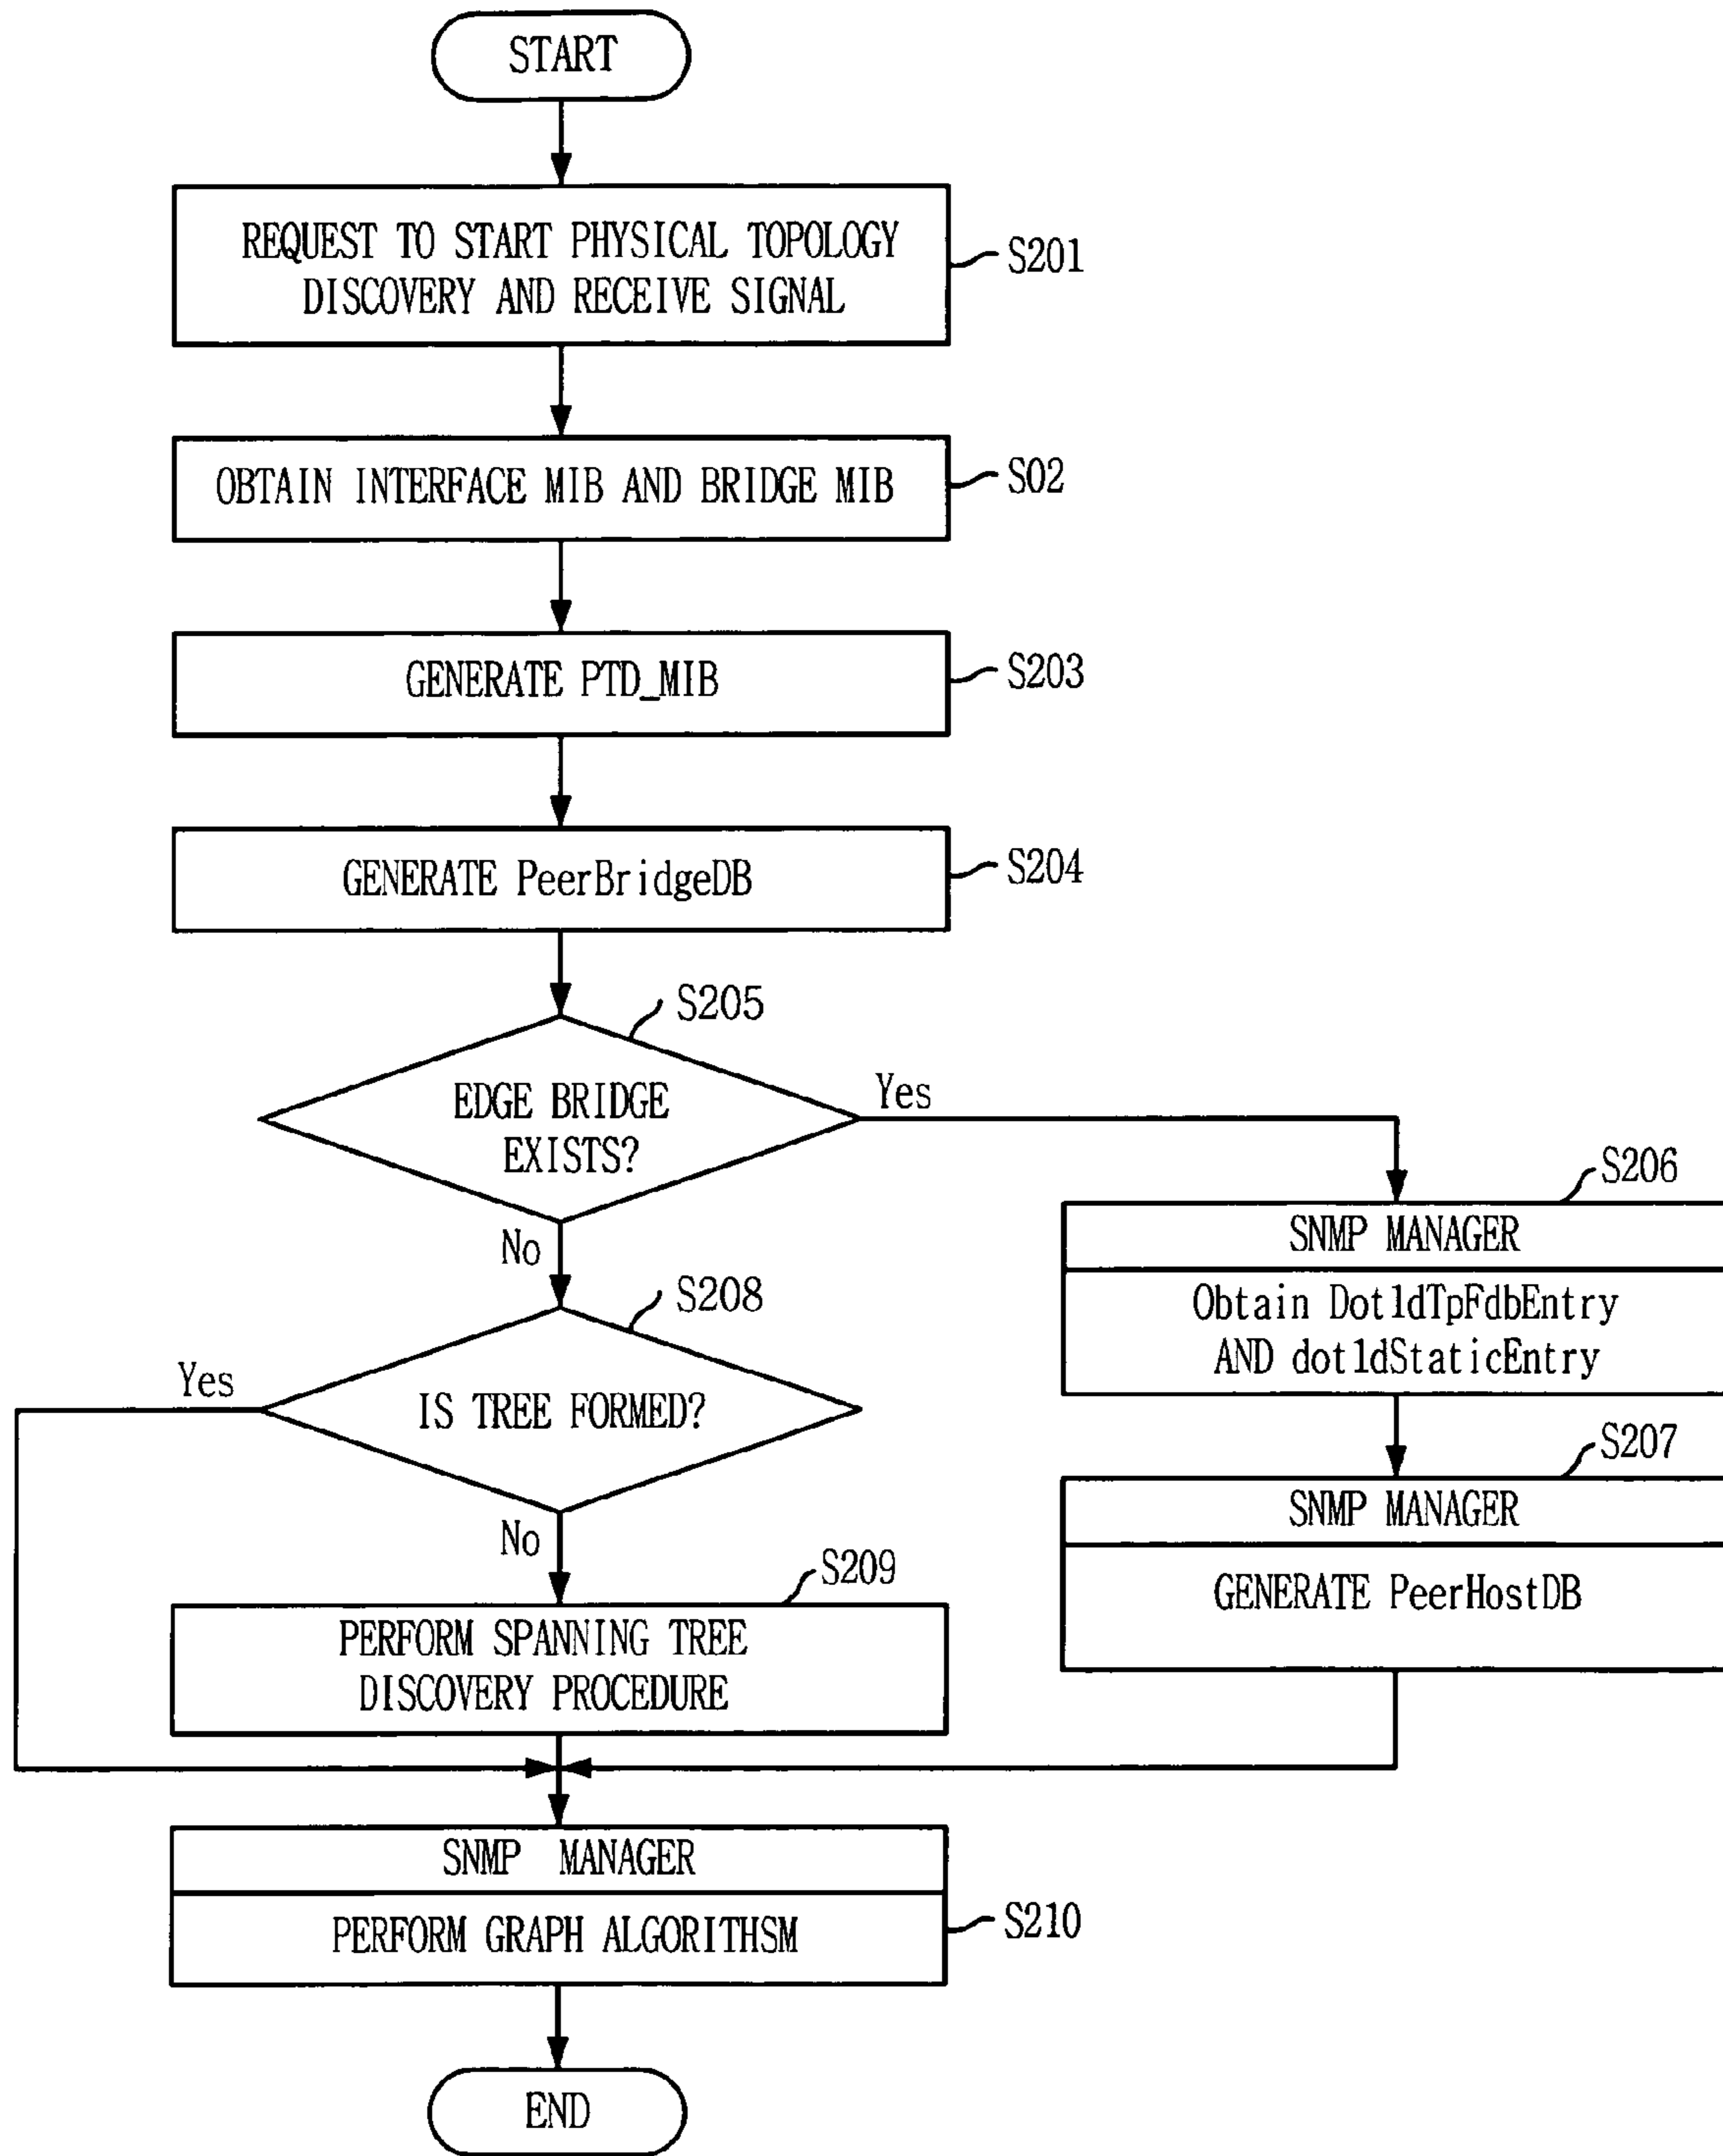 START
REQUEST TO START PHYSICAL TOPOLOGY
DISCOVERY AND RECEIVE SIGNAL
S201
OBTAIN INTERFACE MIB AND BRIDGE MIB
S02
GENERATE PTD_MIB
S203
GENERATE PeerBridgeDB
S204
S205
EDGE BRIDGE
EXISTS?
Yes
No
S206
SNMP MANAGER
Obtain Dot1dTpFdbEntry
AND dot1dStaticEntry
S207
SNMP MANAGER
GENERATE PeerHostDB
S208
IS TREE FORMED?
Yes
No
S209
PERFORM SPANNING TREE
DISCOVERY PROCEDURE
SNMP MANAGER
PERFORM GRAPH ALGORITHSM
S210
END